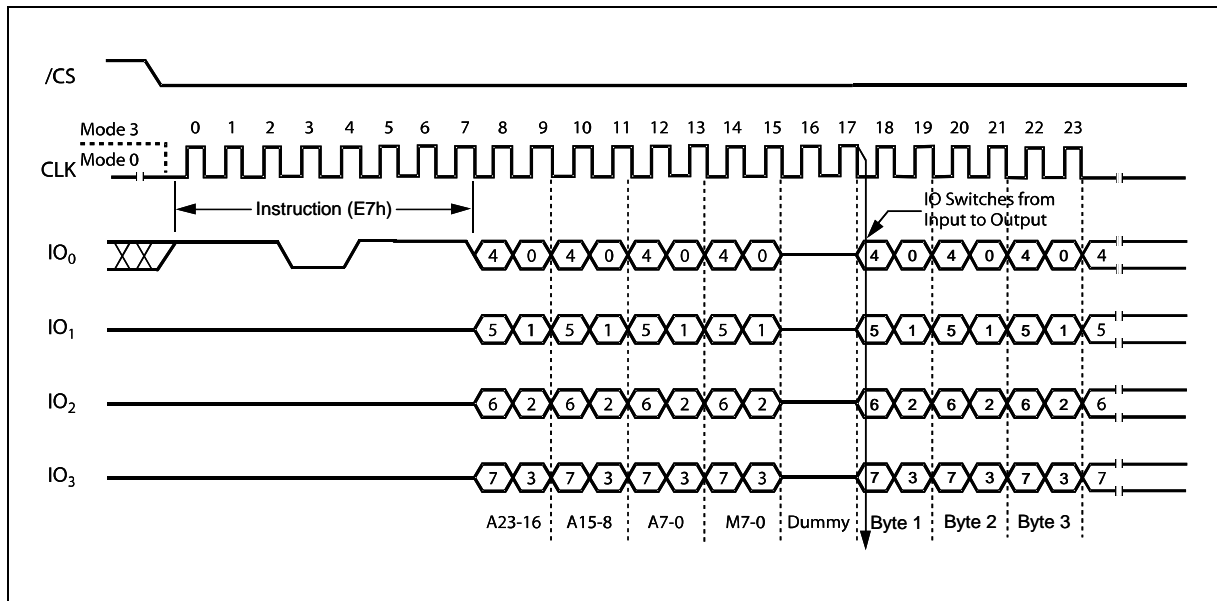 /CS
Mode 3
0 1 2 3 4 5 6 7 8 9 10 11 12 13 14 15 16 17 18 19 20 21 22 23
CLK
Mode 0
Instruction (E7h)
IO Switches from
Input to Output
IO0 4 0 4 0 4 0 4 0 4 0 4 0 4 0 4
IO1 5 1 5 1 5 1 5 1 5 1 5 1 5 1 5
IO2 6 2 6 2 6 2 6 2 6 2 6 2 6 2 6
IO3 7 3 7 3 7 3 7 3 7 3 7 3 7 3 7
A23-16 A15-8 A7-0 M7-0 Dummy Byte 1 Byte 2 Byte 3